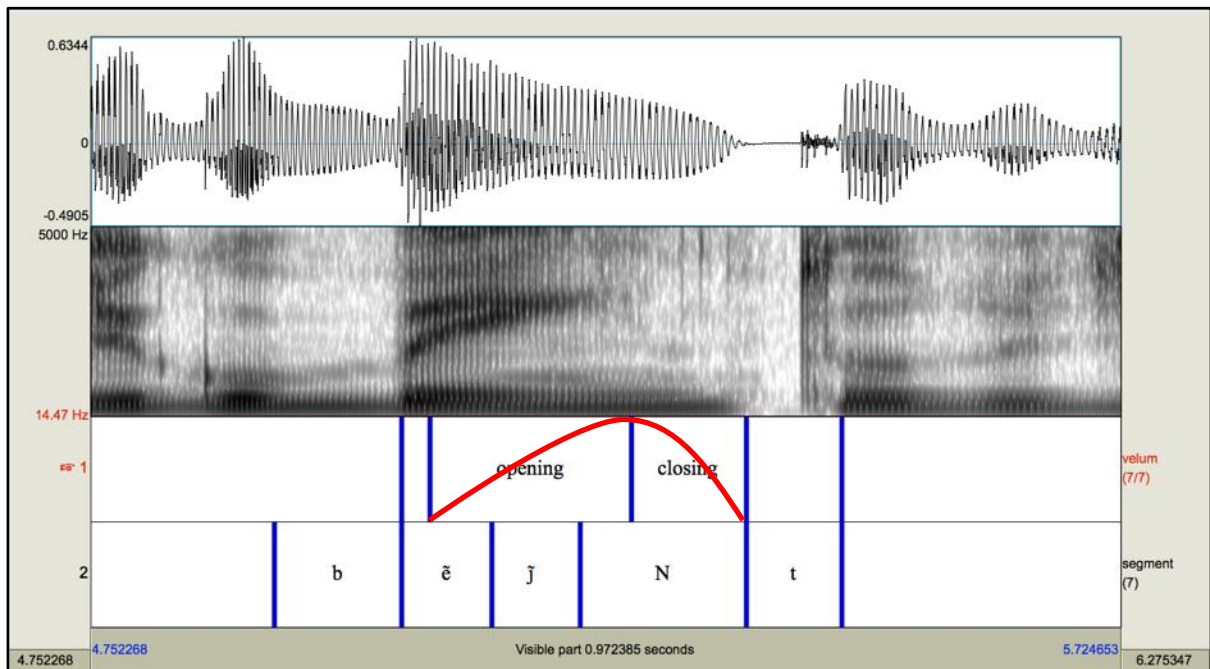 0.6344
0
-0.4905
5000 Hz
14.47 Hz
☞ 1
opening
closing
velum
(7/7)
2
b
ẽ
j̃
N
t
segment
(7)
4.752268
4.752268
Visible part 0.972385 seconds
5.724653
6.275347